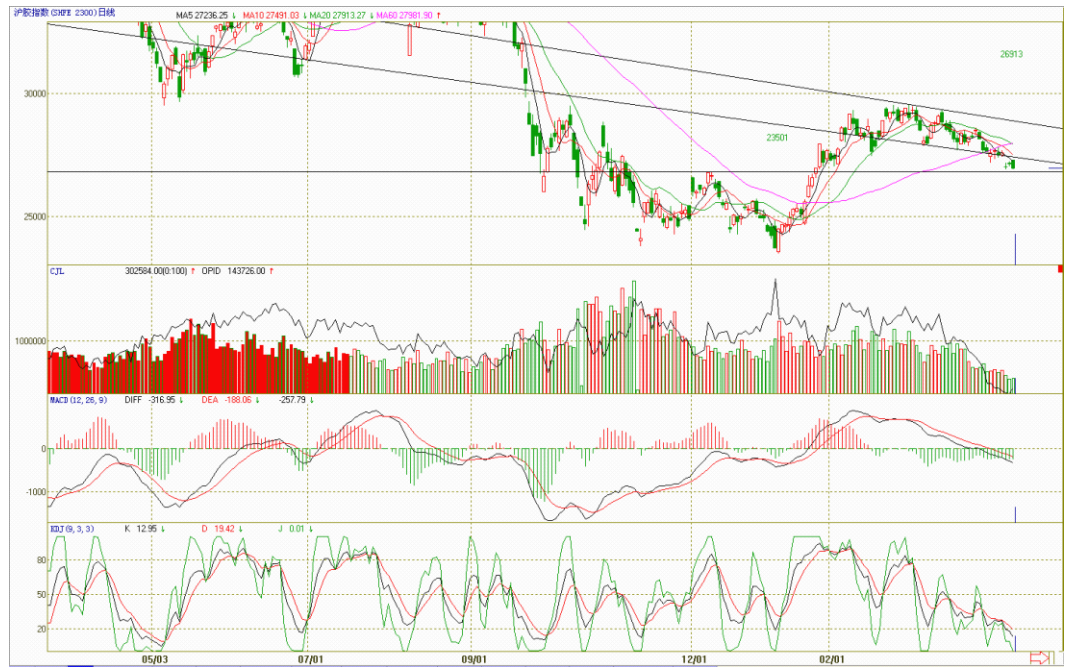 沪胶指数(SHFE 2300)日线 MA5 27236.25 ↓ MA10 27491.03 ↓ MA20 27913.27 ↓ MA60 27981.90 ↑
26913
30000
23501
25000
CJL 302584.00(0:100) ↑ OPID 143726.00 ↑
1000000
MACD(12,26,9) DIFF -316.95 ↓ DEA -188.06 ↓ -257.79 ↓
0
-1000
KDJ(9,3,3) K 12.95 ↓ D 19.42 ↓ J 0.01 ↓
80
50
20
05/03 07/01 09/01 12/01 02/01